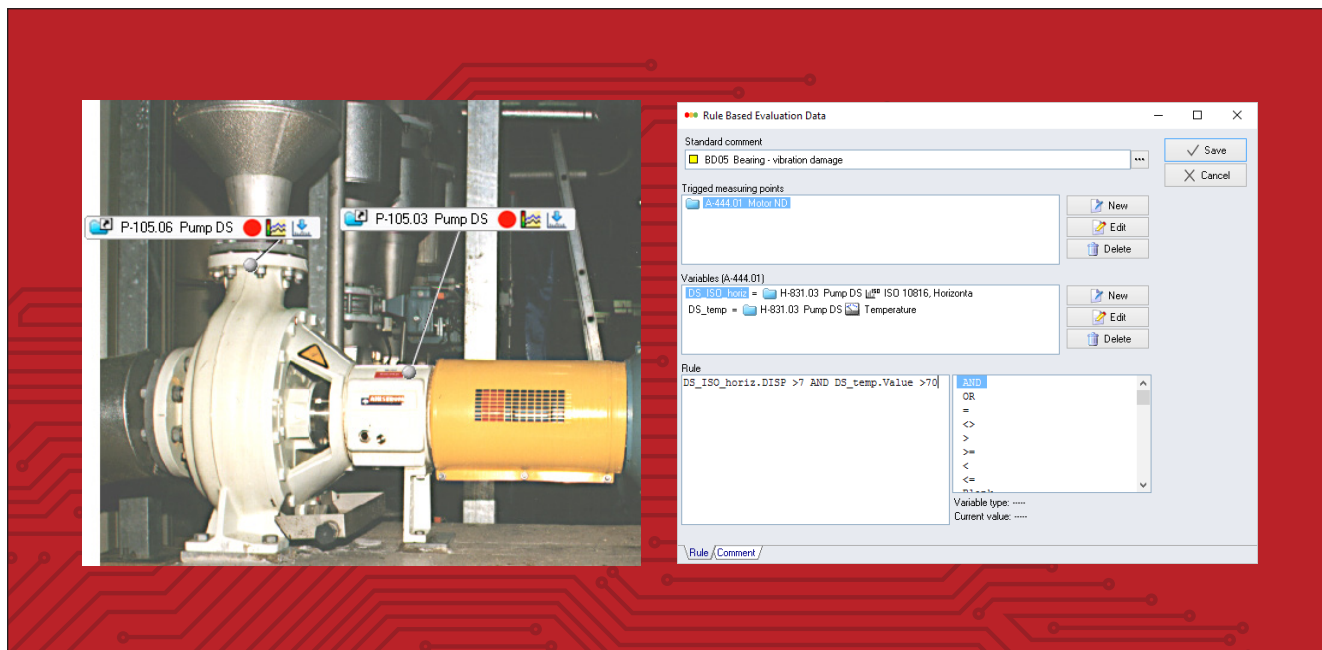 P-105.06 Pump DS
P-105.03 Pump DS
Rule Based Evaluation Data
Standard comment
BD05 Bearing - vibration damage
...
Save
Cancel
Trigged measuring points
A-444.01 Motor ND
New
Edit
Delete
Variables (A-444.01)
DS_ISO_horiz = H-831.03 Pump DS ISO ISO 10816, Horizonta
DS_temp = H-831.03 Pump DS Temperature
New
Edit
Delete
Rule
DS_ISO_horiz.DISP >7 AND DS_temp.Value >70
AND
OR
=
<>
>
>=
<
<=
Variable type: -----
Current value: -----
Rule
Comment